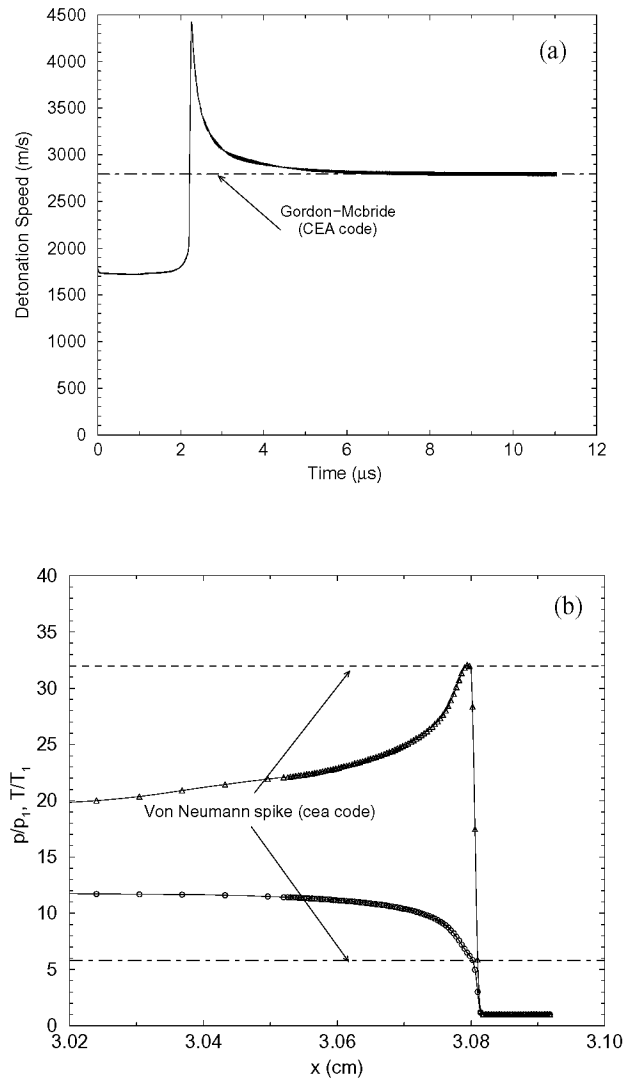 4500
4000
3500
3000
2500
2000
1500
1000
500
0
Detonation Speed (m/s)
(a)
Gordon−Mcbride
(CEA code)
0 2 4 6 8 10 12
Time (μs)
40
35
30
25
20
15
10
5
0
p/p1, T/T1
(b)
Von Neumann spike (cea code)
3.02 3.04 3.06 3.08 3.10
x (cm)